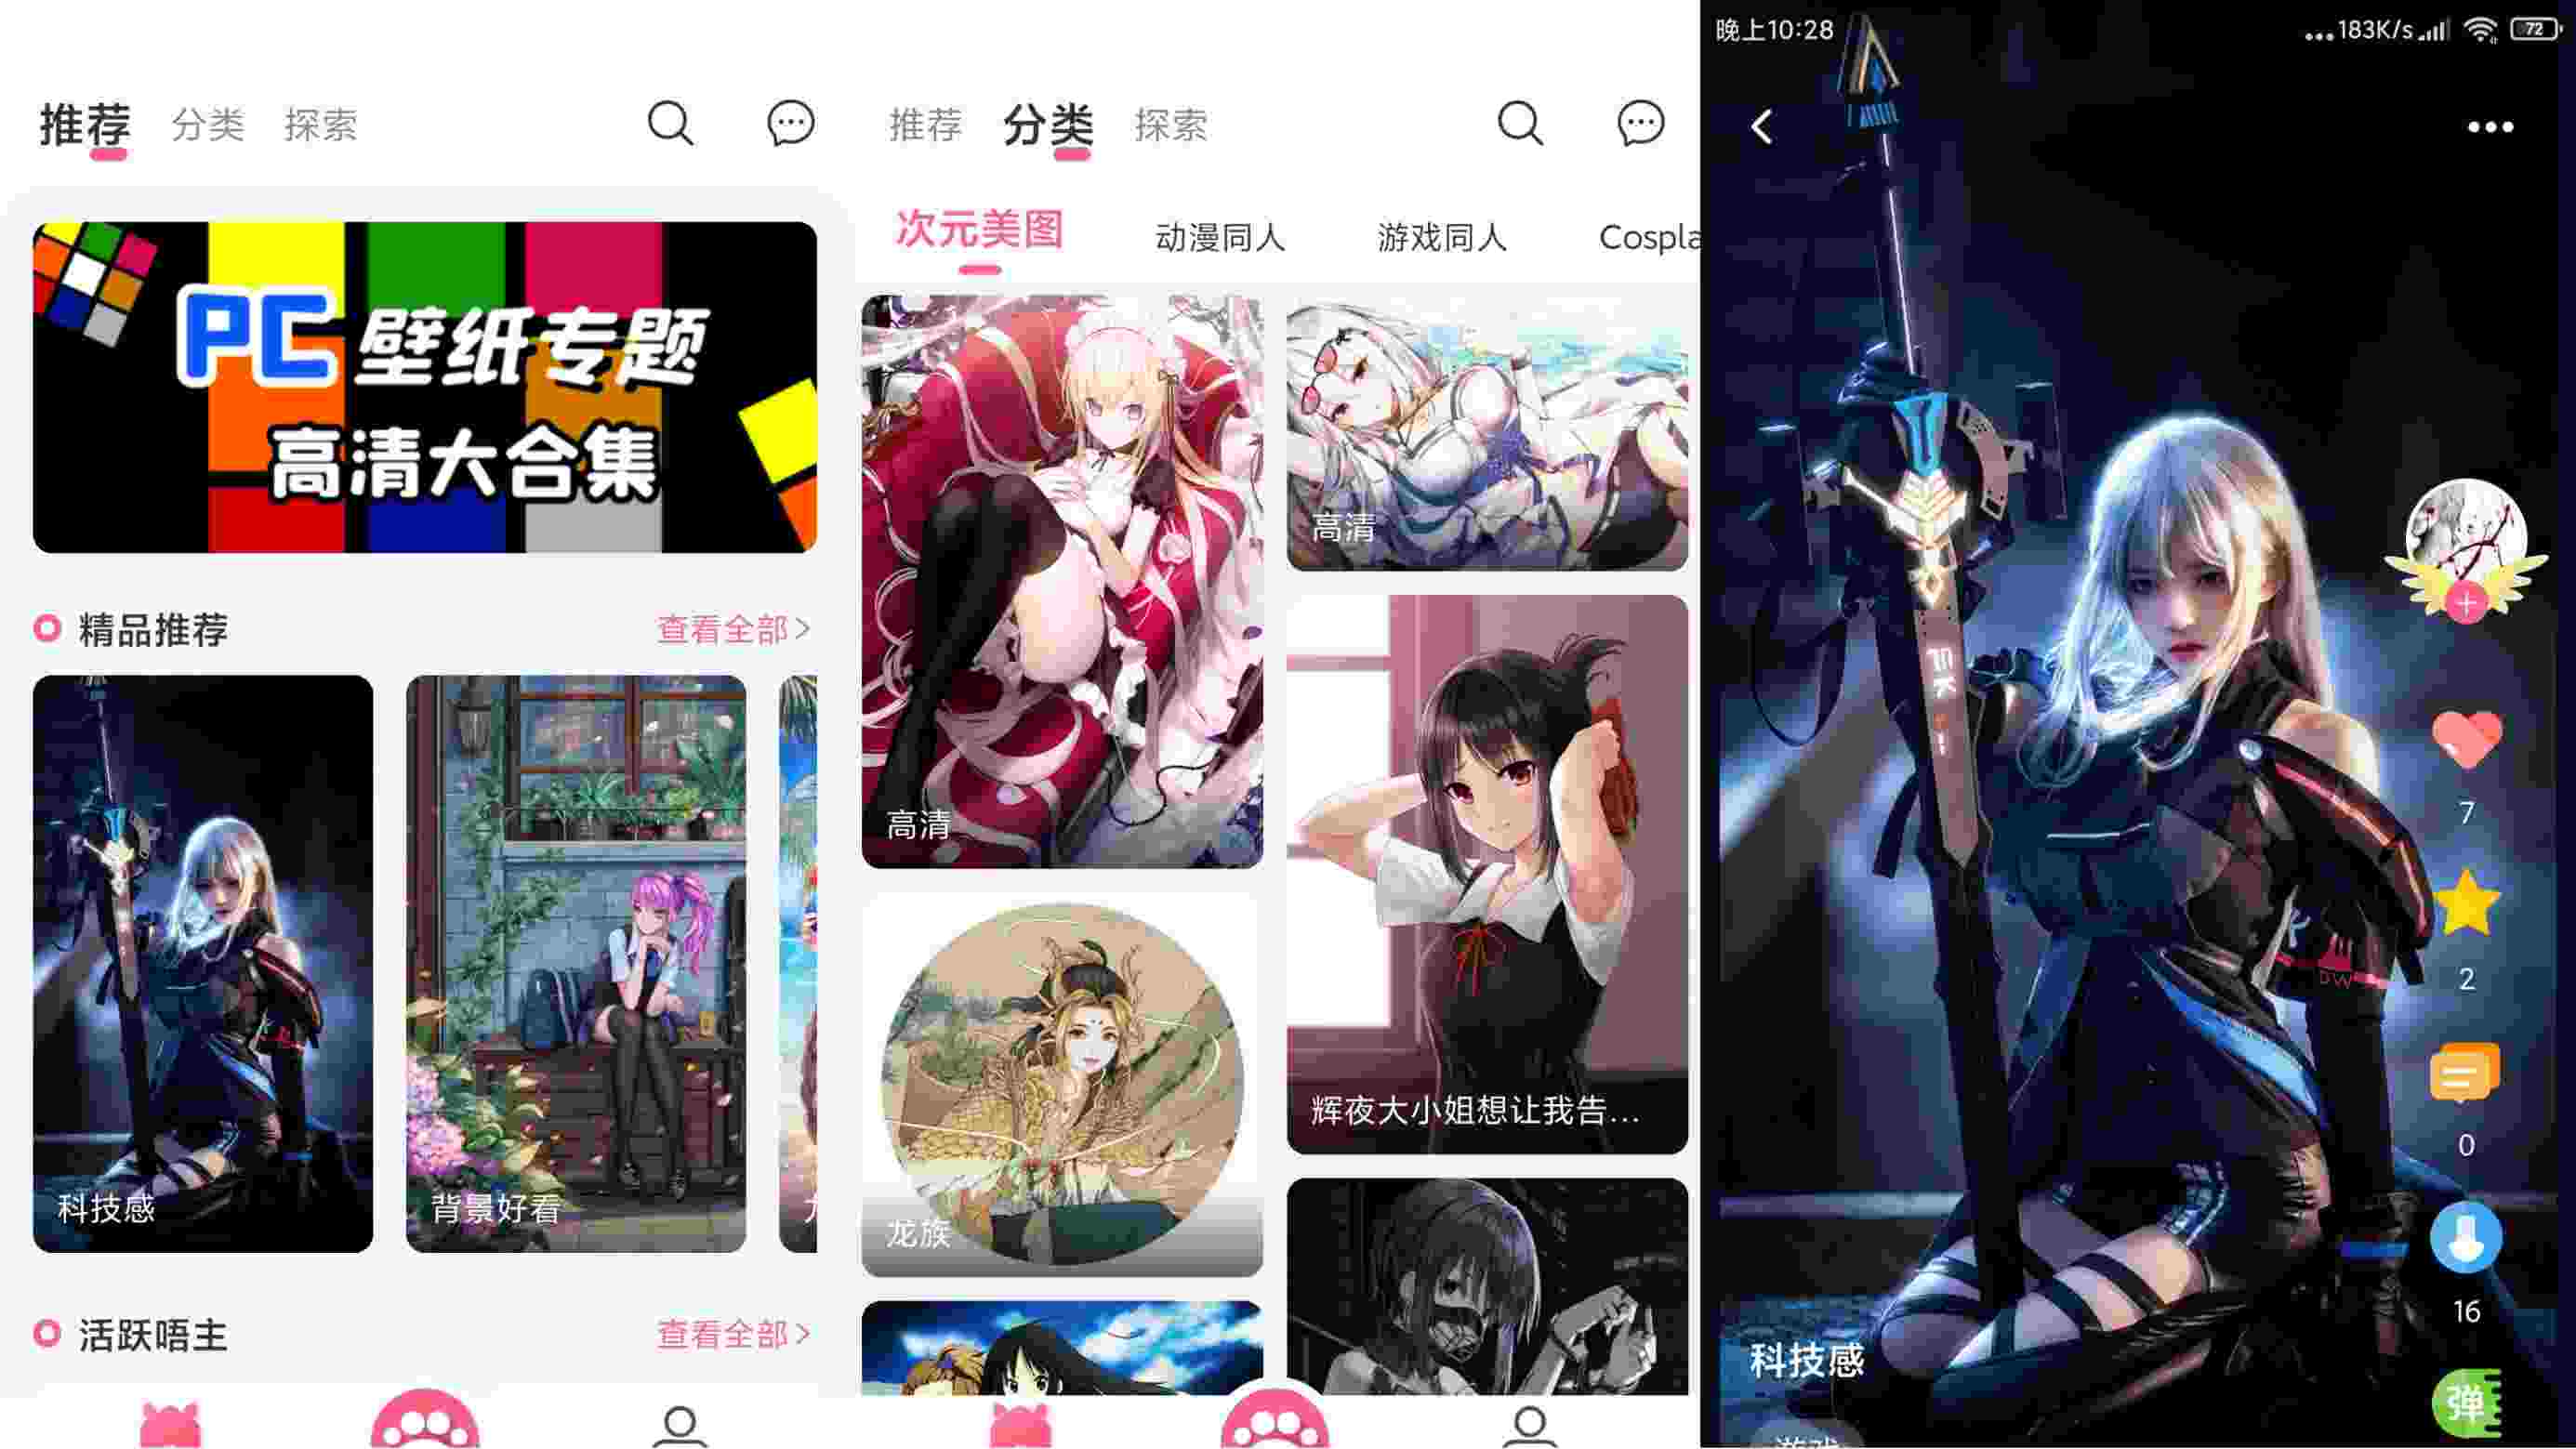 推荐 分类 探索
PC 壁纸专题
高清大合集
精品推荐 查看全部
科技感
背景好看
活跃唔主 查看全部
推荐 分类 探索
次元美图 动漫同人 游戏同人 Cospla
高清
高清
辉夜大小姐想让我告...
龙族
晚上10:28
183K/s 72
DW
7
2
0
16
科技感
弹
游戏